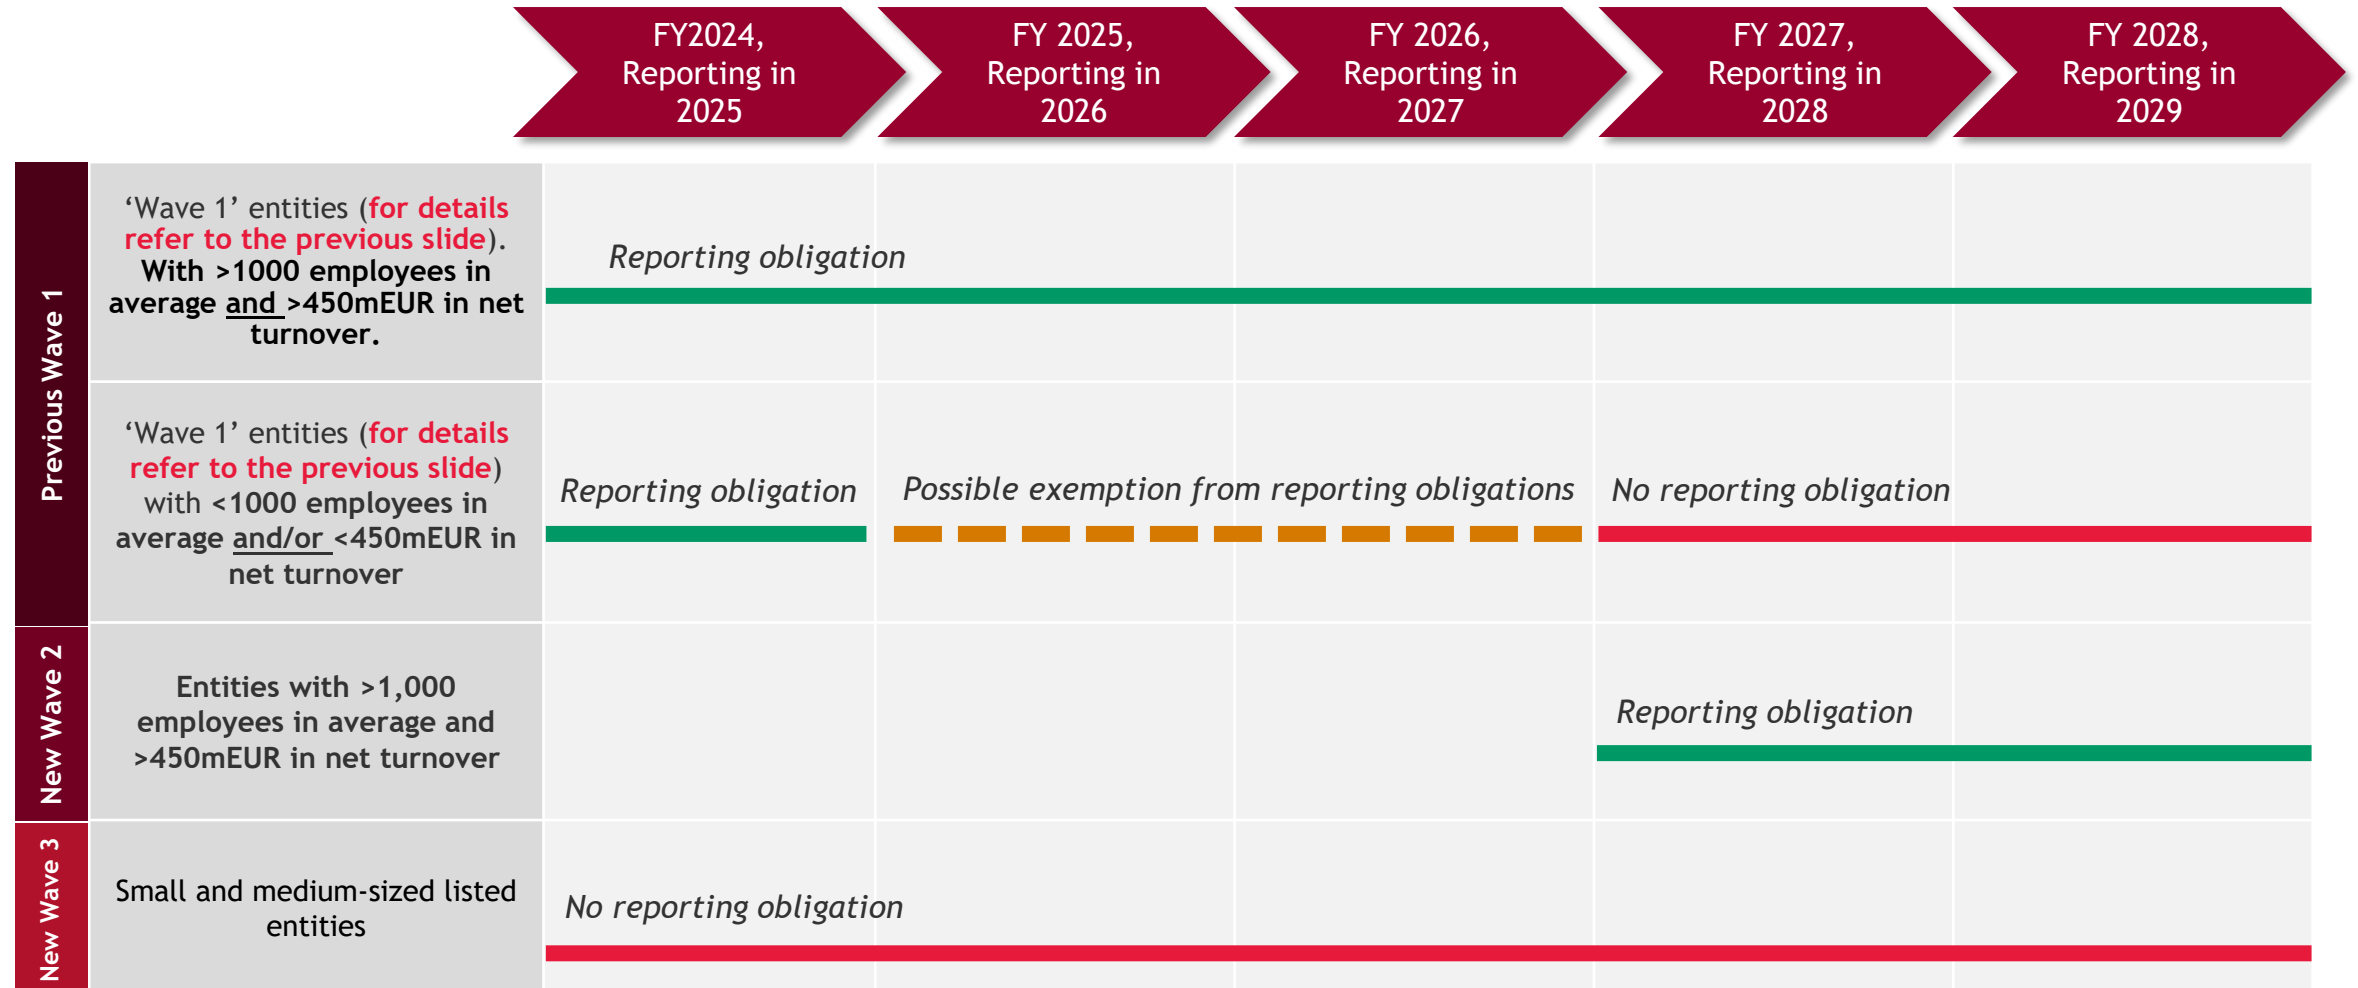 FY2024,
Reporting in
2025
FY 2025,
Reporting in
2026
FY 2026,
Reporting in
2027
FY 2027,
Reporting in
2028
FY 2028,
Reporting in
2029
Previous Wave 1
‘Wave 1’ entities (for details
refer to the previous slide).
With >1000 employees in
average and >450mEUR in net
turnover.
Reporting obligation
‘Wave 1’ entities (for details
refer to the previous slide)
with <1000 employees in
average and/or <450mEUR in
net turnover
Reporting obligation
Possible exemption from reporting obligations
No reporting obligation
New Wave 2
Entities with >1,000
employees in average and
>450mEUR in net turnover
Reporting obligation
New Wave 3
Small and medium-sized listed
entities
No reporting obligation